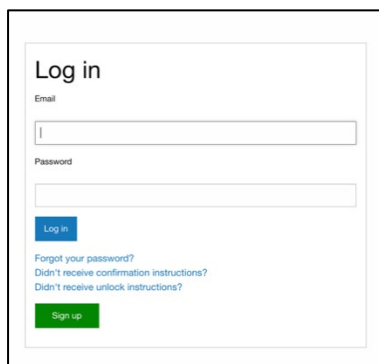 Log in
Email
Password
Log in
Forgot your password?
Didn't receive confirmation instructions?
Didn't receive unlock instructions?
Sign up